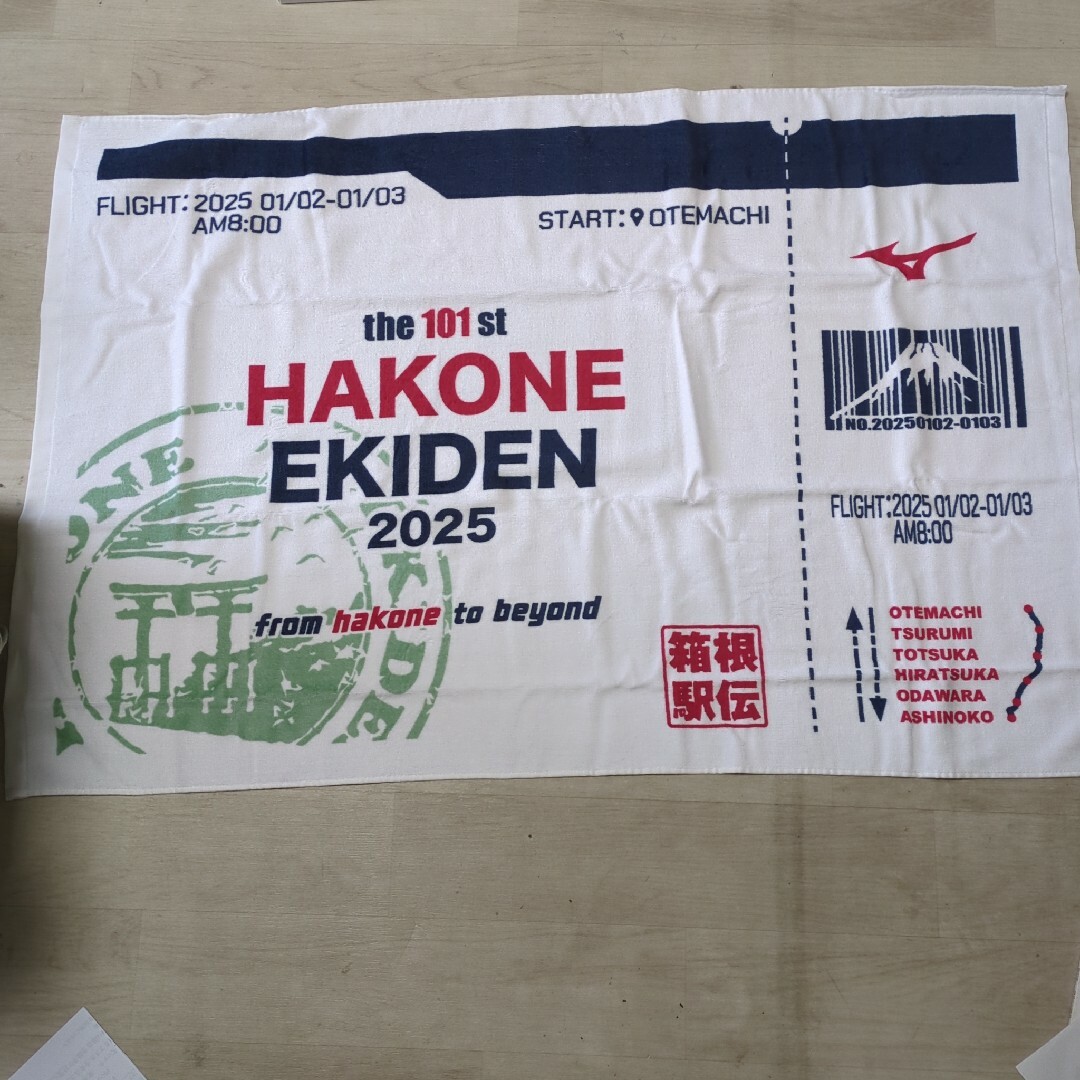 FLIGHT: 2025 01/02-01/03
AM8:00
START: OTEMACHI
the 101 st
HAKONE
EKIDEN
2025
from hakone to beyond
箱根
駅伝
NO.20250102-0103
FLIGHT:2025 01/02-01/03
AM8:00
OTEMACHI
TSURUMI
TOTSUKA
HIRATSUKA
ODAWARA
ASHINOKO